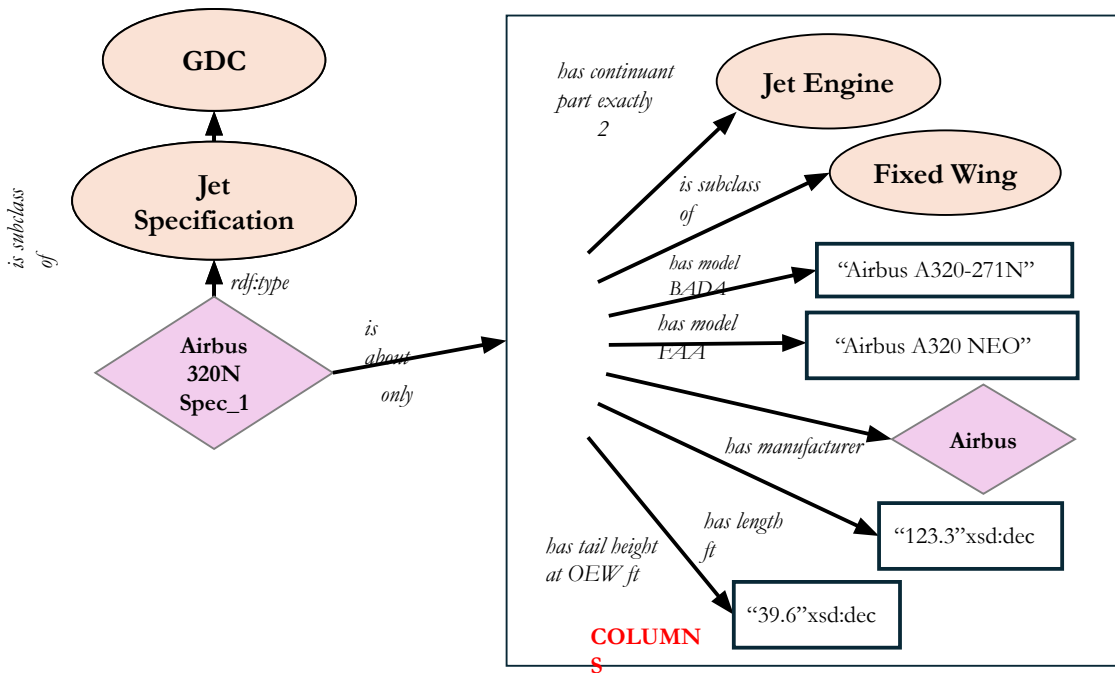 GDC
Jet
Specification
is subclass
of
rdf:type
Airbus
320N
Spec_1
is
about
only
has continuant
part exactly
2
Jet Engine
is subclass
of
Fixed Wing
has model
BADA
“Airbus A320-271N”
has model
FAA
“Airbus A320 NEO”
Airbus
has manufacturer
has length
ft
“123.3”xsd:dec
has tail height
at OEW ft
“39.6”xsd:dec
COLUMN
S